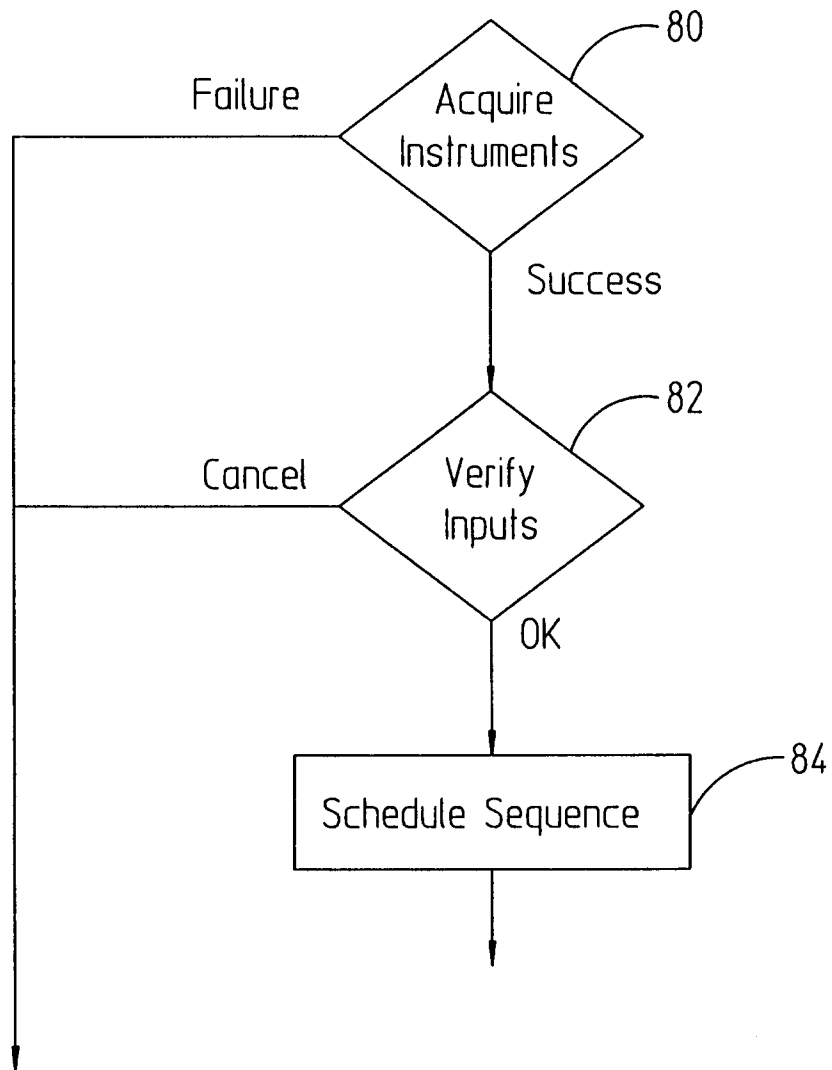 80
Failure
Acquire
Instruments
Success
82
Cancel
Verify
Inputs
OK
84
Schedule Sequence